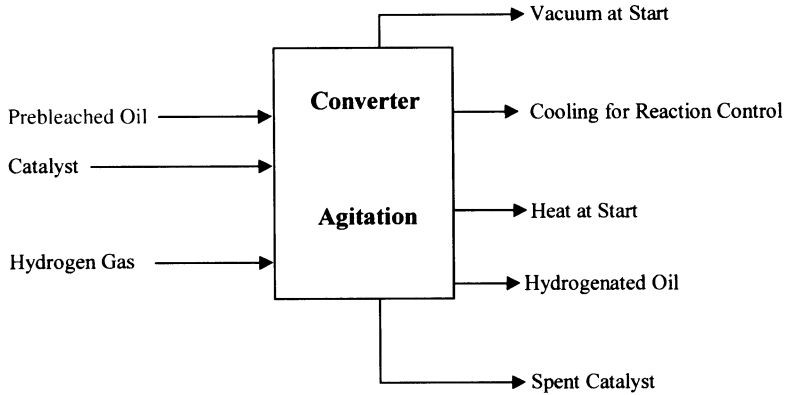 Vacuum at Start
Converter
Prebleached Oil
Cooling for Reaction Control
Catalyst
Agitation
Heat at Start
Hydrogen Gas
Hydrogenated Oil
Spent Catalyst